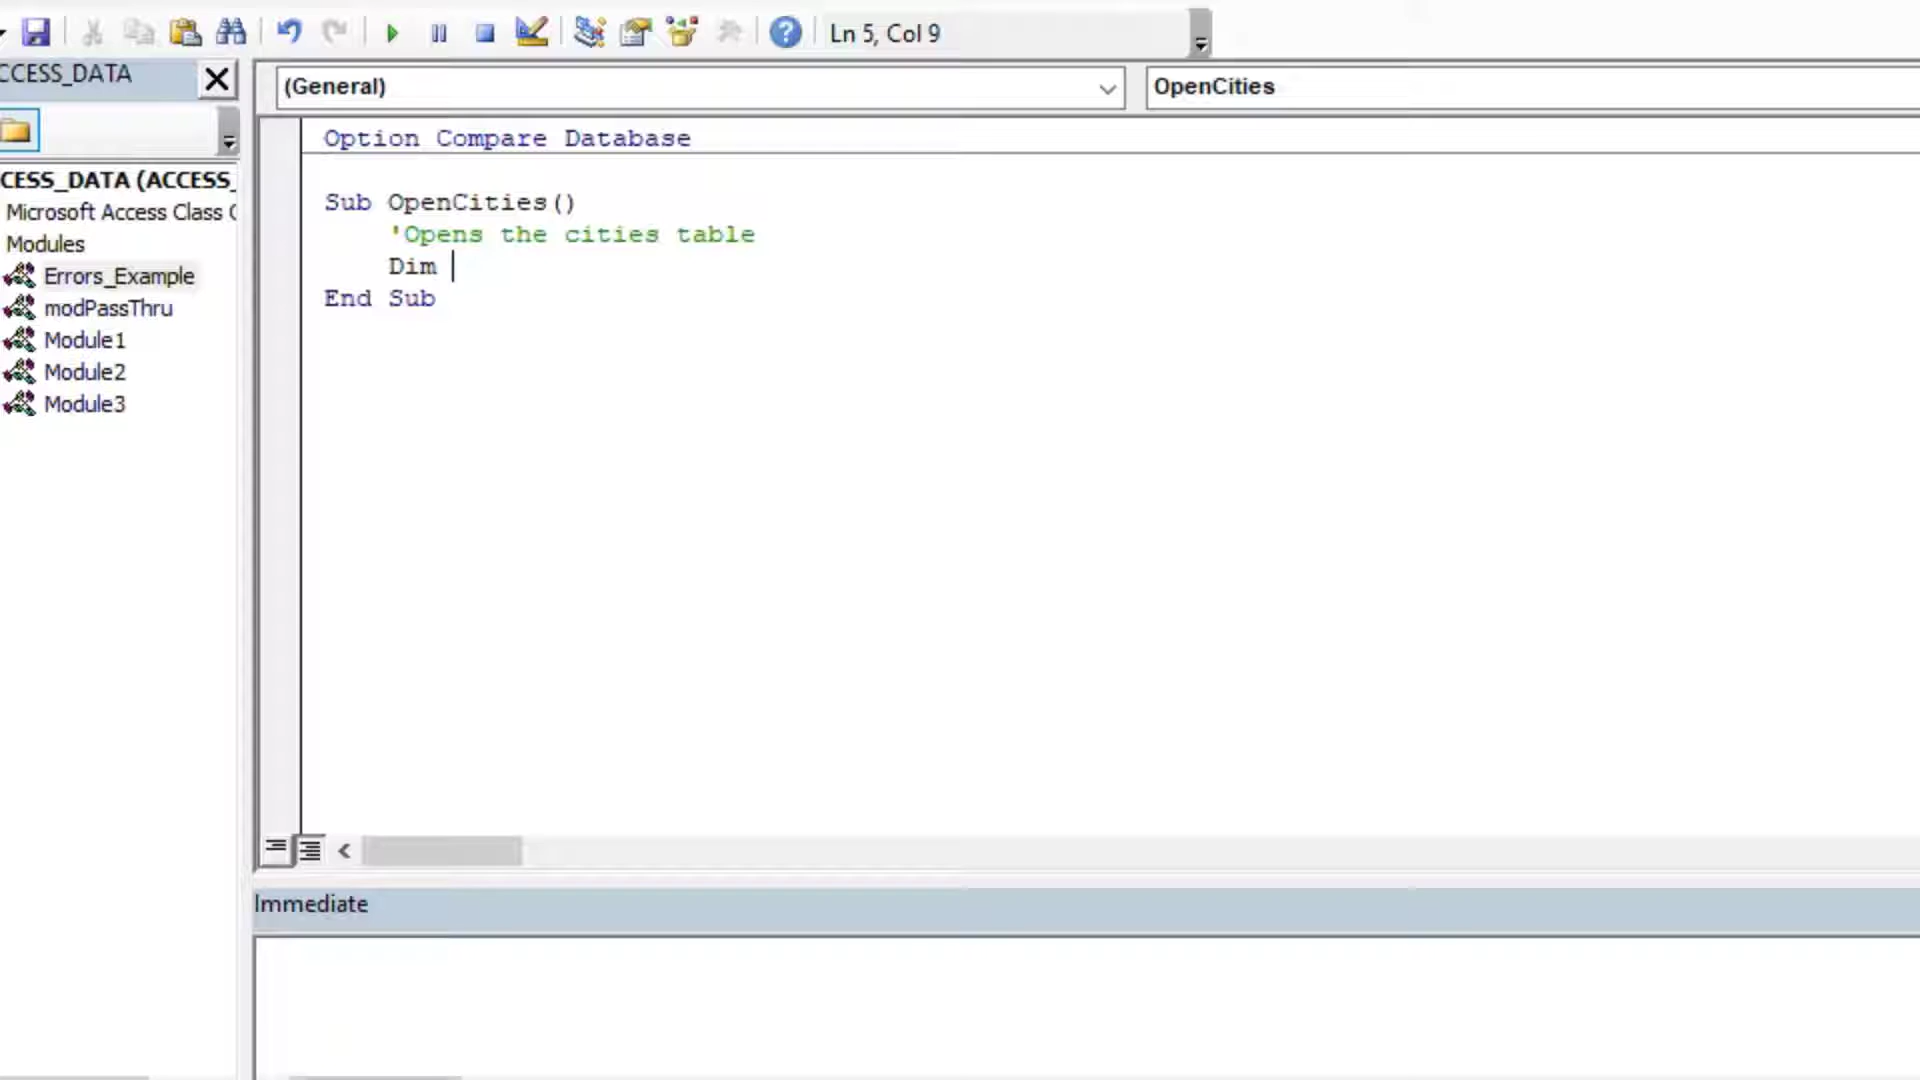 Ln 5, Col 9
CCESS_DATA
(General)
OpenCities
CESS_DATA (ACCESS_
Microsoft Access Class
Modules
Errors_Example
modPassThru
Module1
Module2
Module3
Option Compare Database
Sub OpenCities()
'Opens the cities table
Dim
End Sub
Immediate